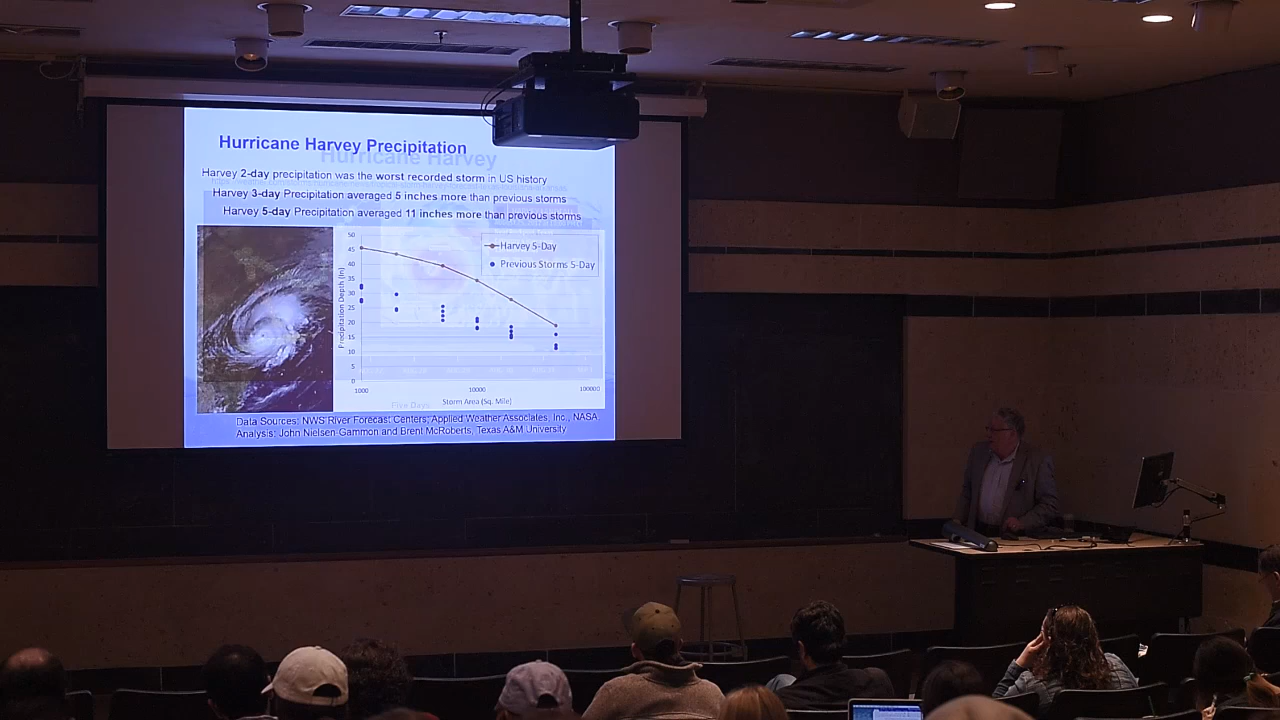 Hurricane Harvey Precipitation
Hurricane Harvey
Harvey 2-day precipitation was the worst recorded storm in US history
Harvey 3-day Precipitation averaged 5 inches more than previous storms
Harvey 5-day Precipitation averaged 11 inches more than previous storms
50
45
40
35
30
25
20
15
10
5
0
Precipitation Depth (In)
Harvey 5-Day
Previous Storms 5-Day
1000
10000
100000
Storm Area (Sq. Mile)
Five Days
Data Sources: NWS River Forecast Centers; Applied Weather Associates, Inc., NASA
Analysis: John Nielsen-Gammon and Brent McRoberts, Texas A&M University